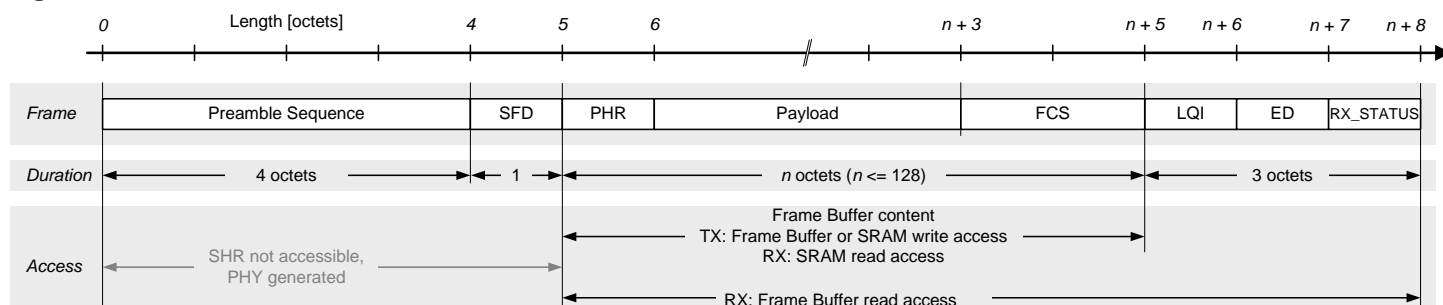 0 Length [octets] 4 5 6 n + 3 n + 5 n + 6 n + 7 n + 8
Frame Preamble Sequence SFD PHR Payload FCS LQI ED RX_STATUS
Duration 4 octets 1 n octets (n <= 128) 3 octets
Frame Buffer content
TX: Frame Buffer or SRAM write access
RX: SRAM read access
Access SHR not accessible,
PHY generated
RX: Frame Buffer read access